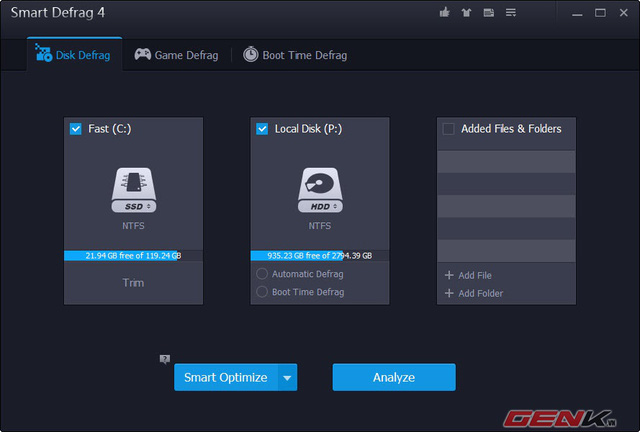 Smart Defrag 4
Disk Defrag
Game Defrag
Boot Time Defrag
Fast (C:)
SSD
NTFS
21.94 GB free of 119.24 GB
Trim
Local Disk (P:)
HDD
NTFS
935.23 GB free of 2794.39 GB
Automatic Defrag
Boot Time Defrag
Added Files & Folders
+ Add File
+ Add Folder
?
Smart Optimize
Analyze
GENK.VN